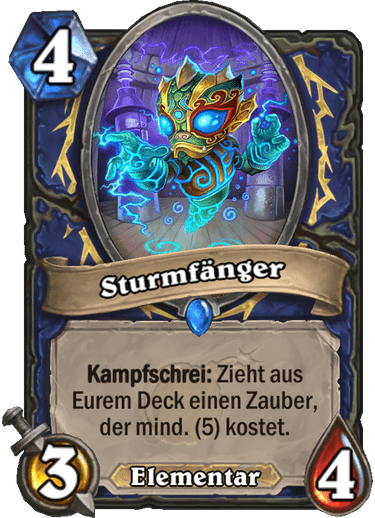 4
Sturmfänger
Kampfschrei: Zieht aus
Eurem Deck einen Zauber,
der mind. (5) kostet.
3
Elementar
4